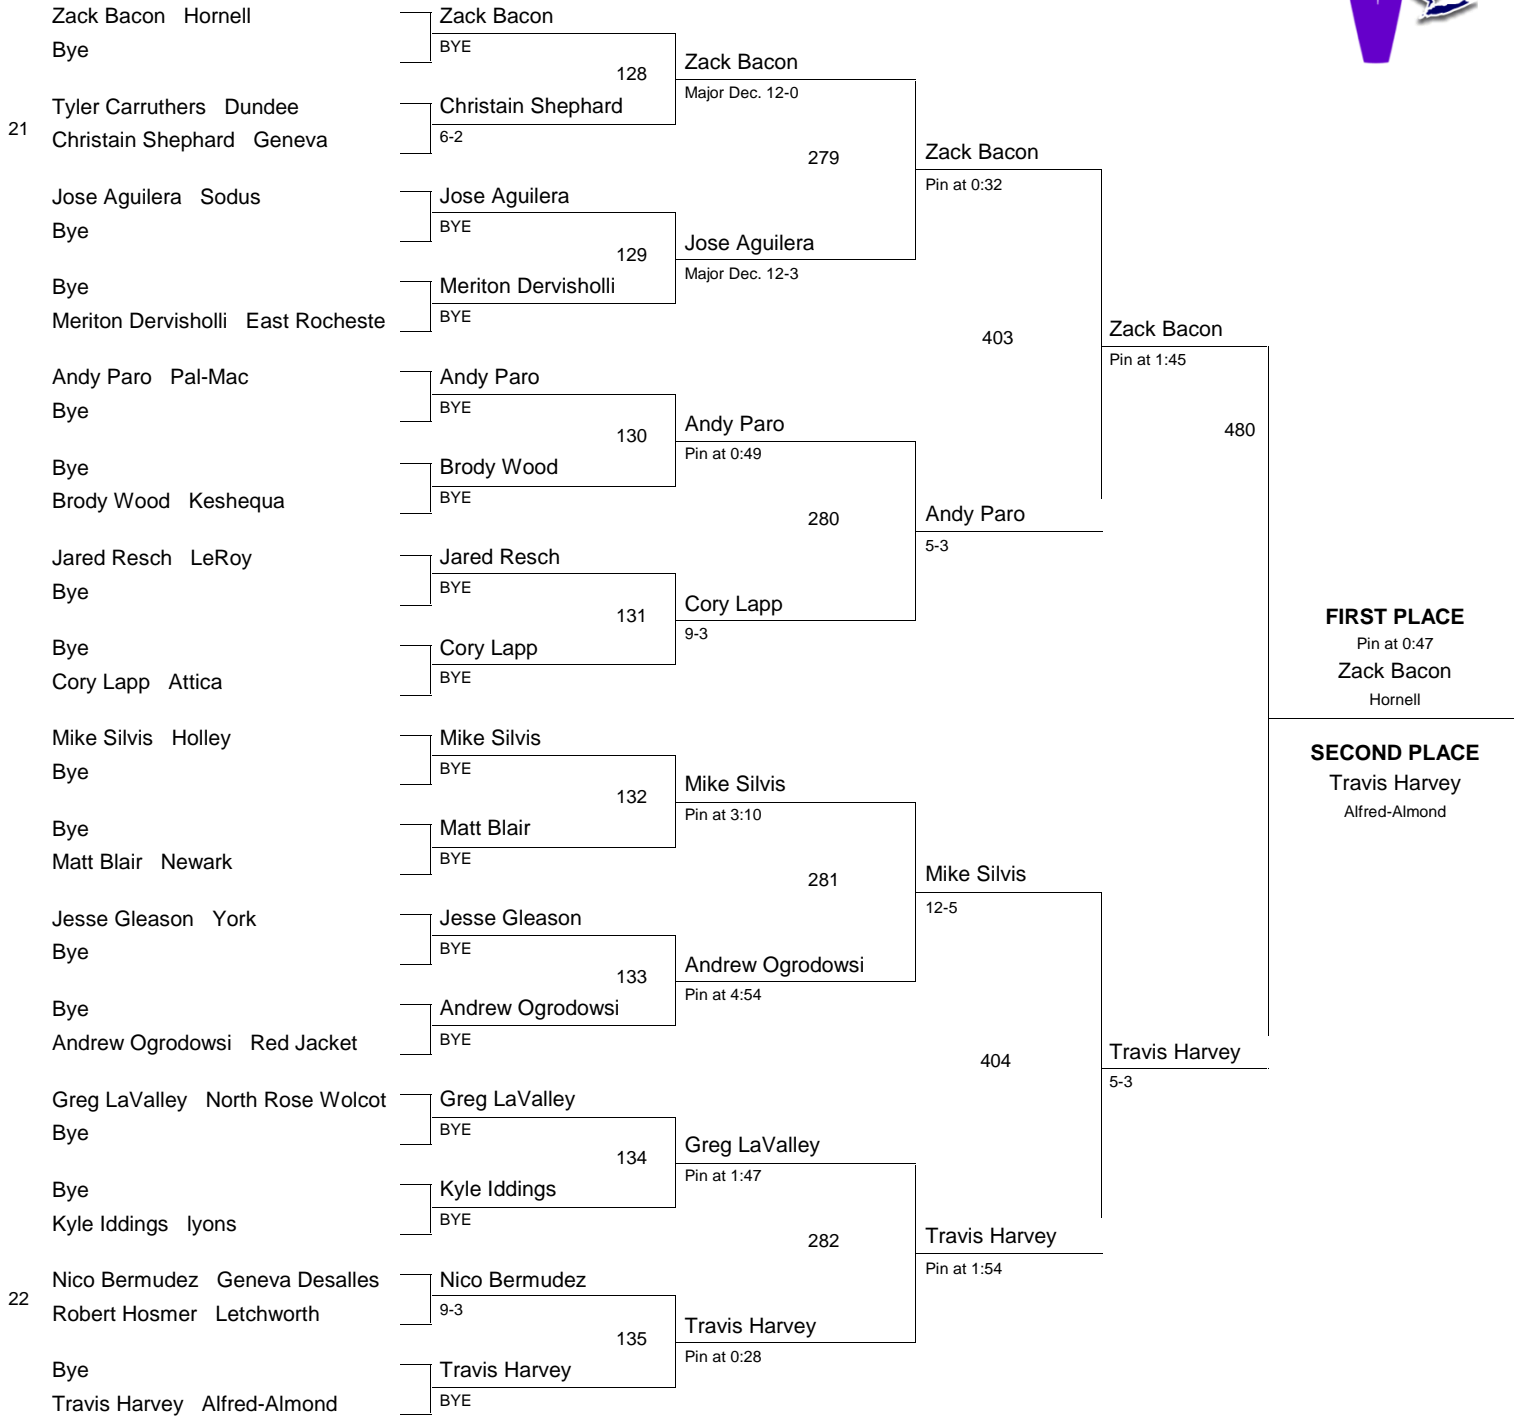 Zack Bacon Hornell
Bye
21
Tyler Carruthers Dundee
Christain Shephard Geneva
Jose Aguilera Sodus
Bye
Bye
Meriton Dervisholli East Rocheste
Andy Paro Pal-Mac
Bye
Bye
Brody Wood Keshequa
Jared Resch LeRoy
Bye
Bye
Cory Lapp Attica
Mike Silvis Holley
Bye
Bye
Matt Blair Newark
Jesse Gleason York
Bye
Bye
Andrew Ogrodowsi Red Jacket
Greg LaValley North Rose Wolcot
Bye
Bye
Kyle Iddings lyons
22
Nico Bermudez Geneva Desalles
Robert Hosmer Letchworth
Bye
Travis Harvey Alfred-Almond
Zack Bacon
BYE
128
Christain Shephard
6-2
Jose Aguilera
BYE
129
Meriton Dervisholli
BYE
Andy Paro
BYE
130
Brody Wood
BYE
Jared Resch
BYE
131
Cory Lapp
BYE
Mike Silvis
BYE
132
Matt Blair
BYE
Jesse Gleason
BYE
133
Andrew Ogrodowsi
BYE
Greg LaValley
BYE
134
Kyle Iddings
BYE
Nico Bermudez
9-3
135
Travis Harvey
BYE
Zack Bacon
Major Dec. 12-0
279
Jose Aguilera
Major Dec. 12-3
Andy Paro
Pin at 0:49
280
Cory Lapp
9-3
Mike Silvis
Pin at 3:10
281
Andrew Ogrodowsi
Pin at 4:54
Greg LaValley
Pin at 1:47
282
Travis Harvey
Pin at 0:28
Zack Bacon
Pin at 0:32
403
Andy Paro
5-3
Mike Silvis
12-5
404
Travis Harvey
Pin at 1:54
Zack Bacon
Pin at 1:45
480
Travis Harvey
5-3
FIRST PLACE
Pin at 0:47
Zack Bacon
Hornell
SECOND PLACE
Travis Harvey
Alfred-Almond